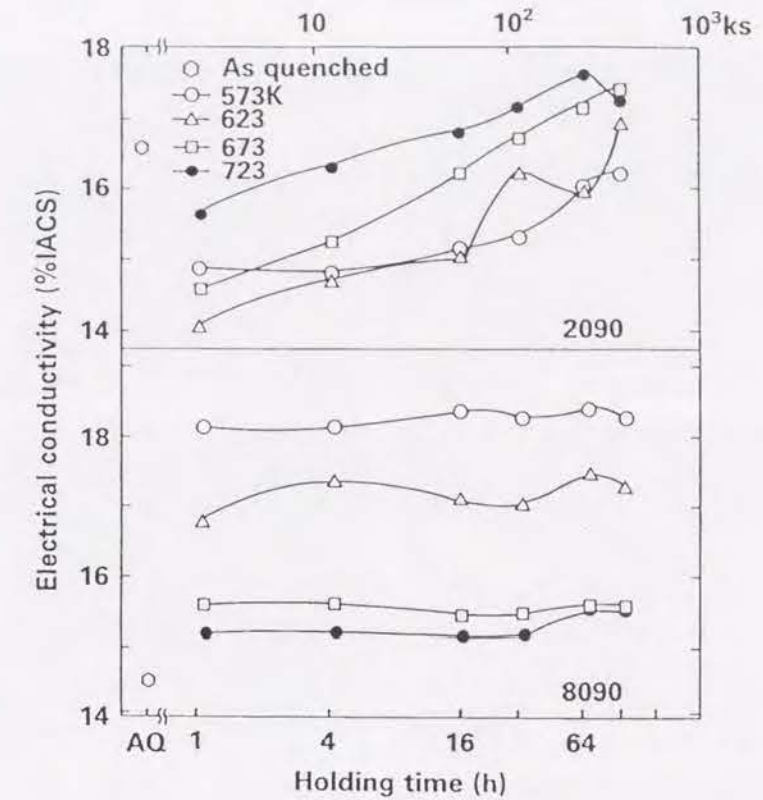 10 10² 10³ks
18
As quenched
573K
623
673
723
16
14
2090
Electrical conductivity (%IACS)
18
16
14
8090
AQ 1 4 16 64
Holding time (h)